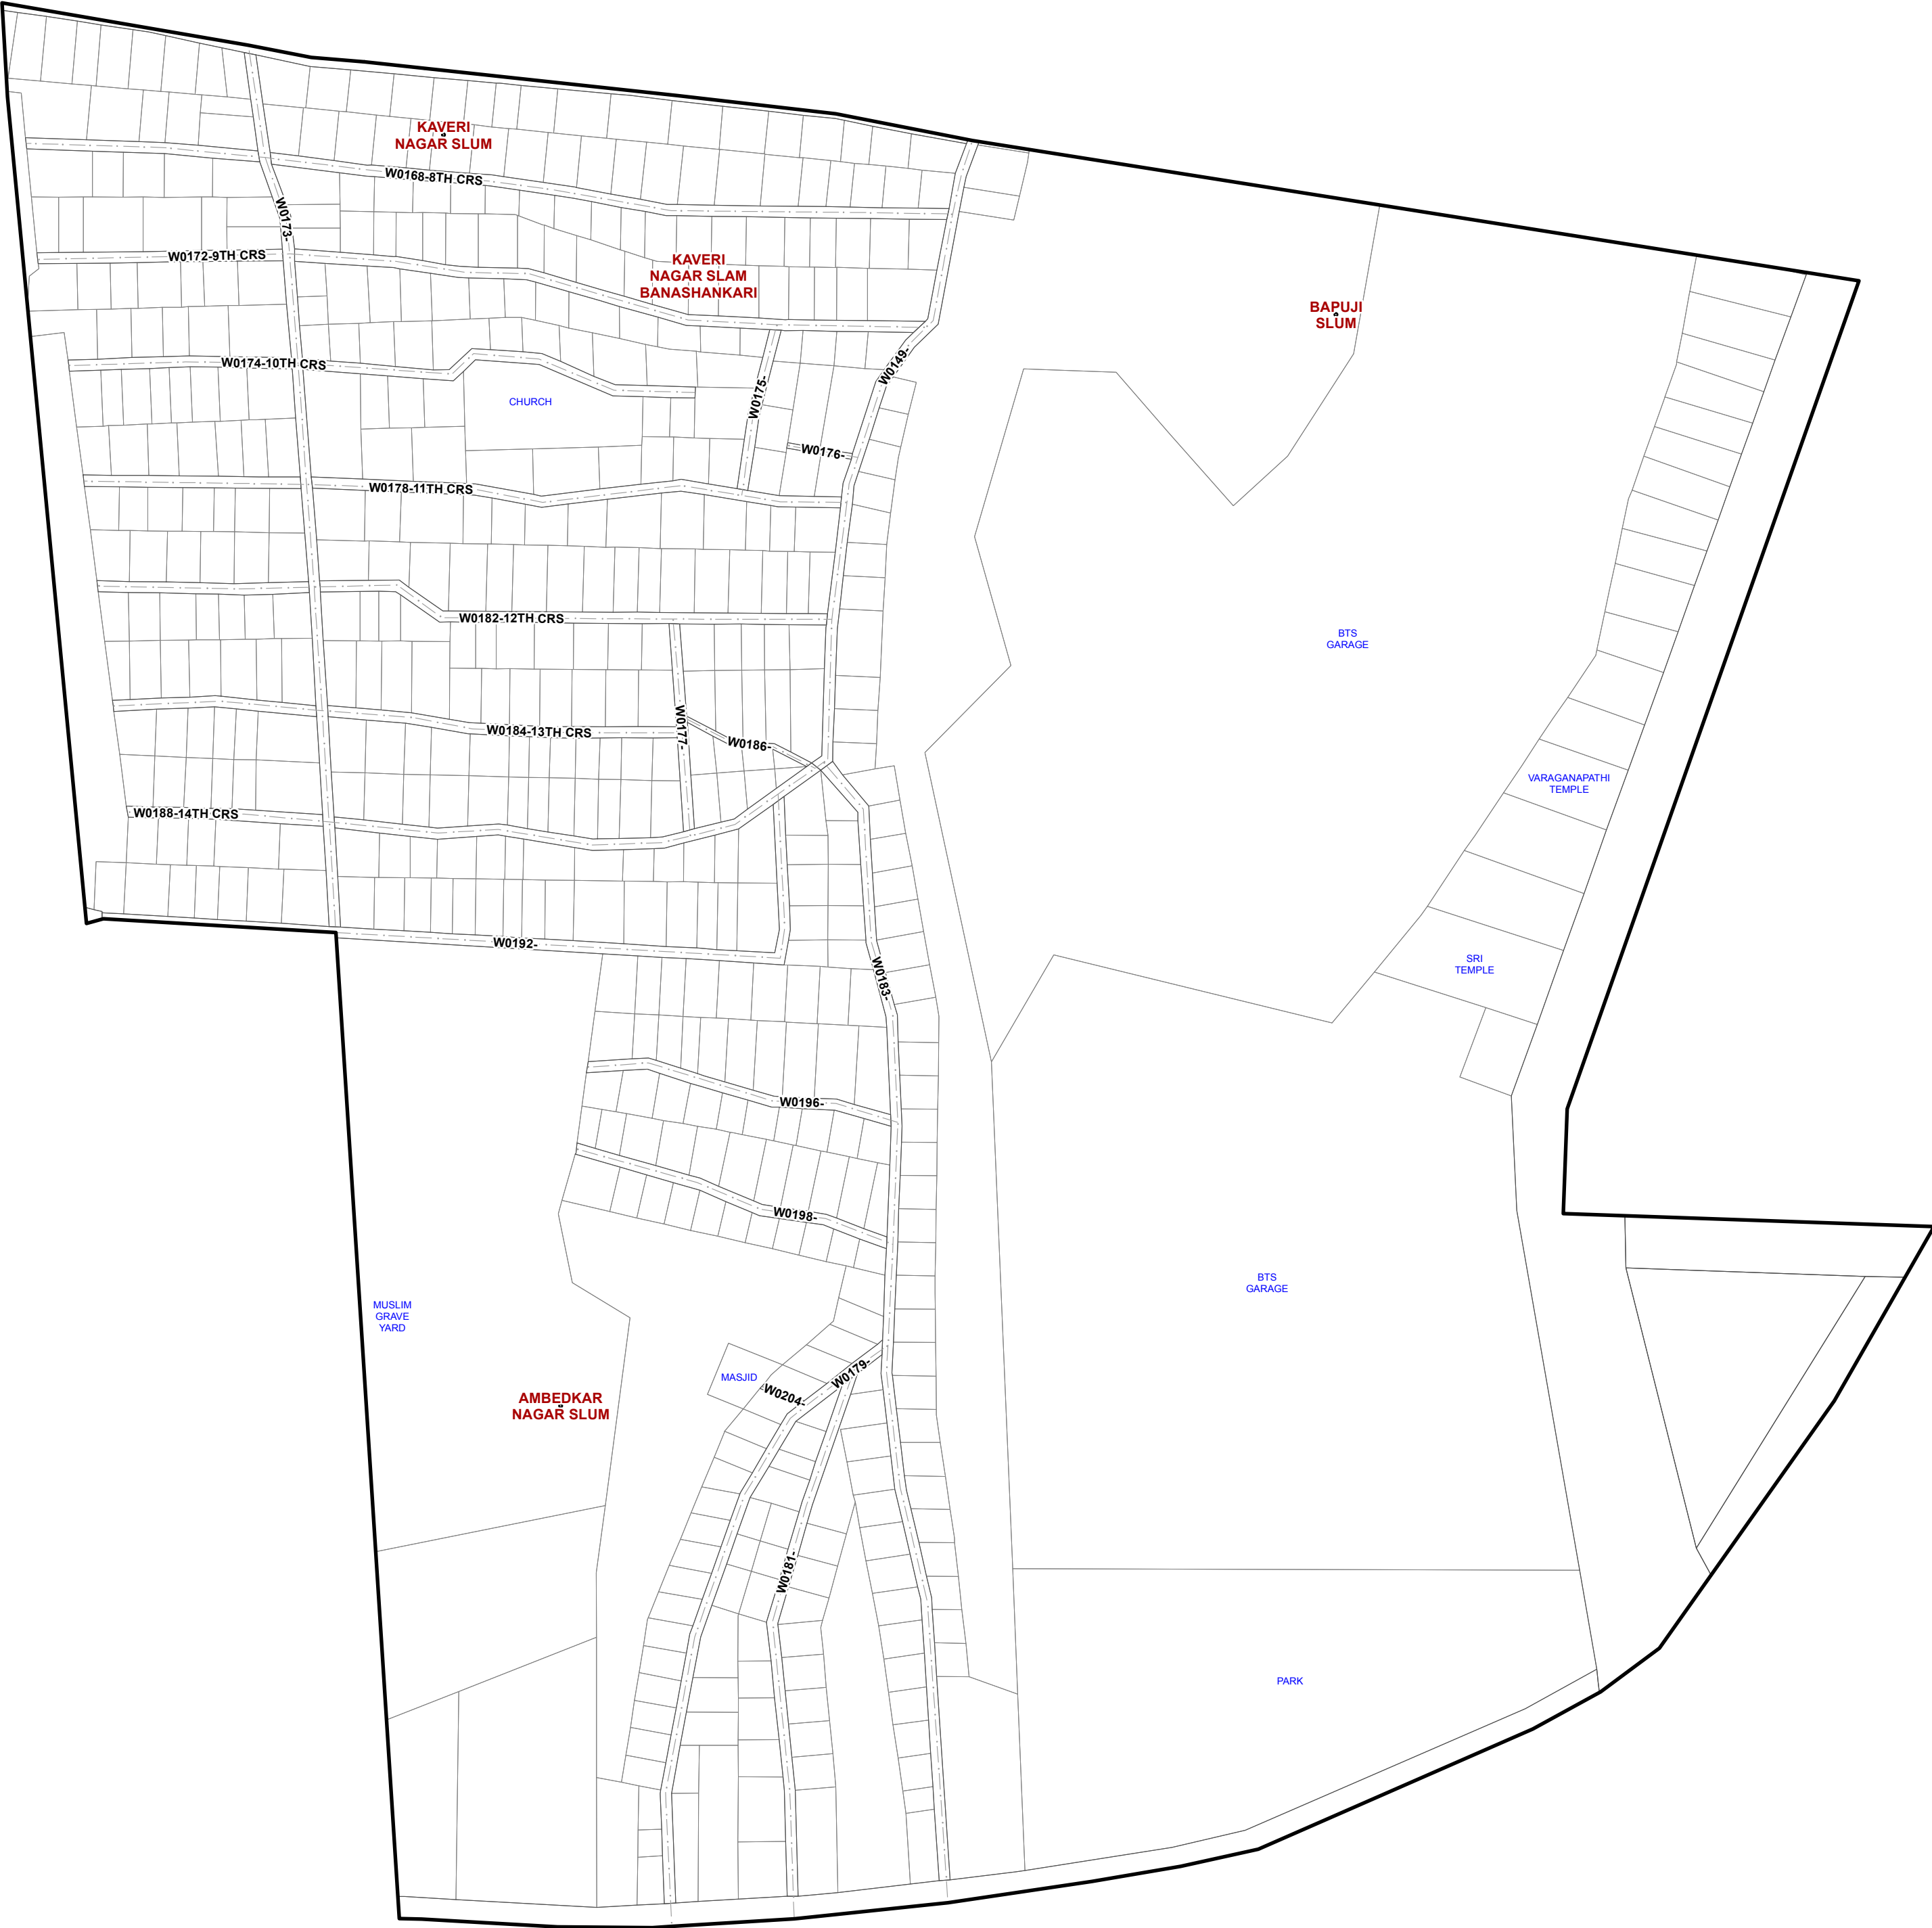 KAVERI
NAGAR SLUM
W0168-8TH CRS
W0173-
W0172-9TH CRS
KAVERI
NAGAR SLAM
BANASHANKARI
BAPUJI
SLUM
W0174-10TH CRS
W0149-
W0175-
CHURCH
W0176-
W0178-11TH CRS
W0182-12TH CRS
BTS
GARAGE
W0184-13TH CRS
W0177-
W0186-
VARAGANAPATHI
TEMPLE
W0188-14TH CRS
W0192-
W0183-
SRI
TEMPLE
W0196-
W0198-
BTS
GARAGE
MUSLIM
GRAVE
YARD
MASJID
W0179-
W0204-
AMBEDKAR
NAGAR SLUM
W0181-
PARK